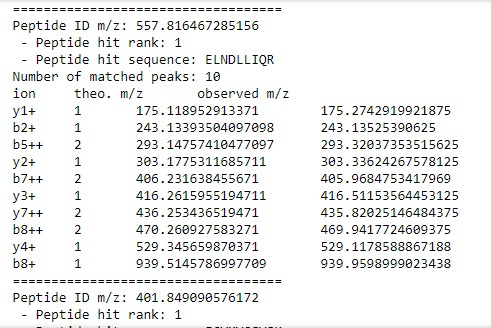 ===================================
Peptide ID m/z: 557.816467285156
- Peptide hit rank: 1
- Peptide hit sequence: ELNDLLIQR
Number of matched peaks: 10
ion theo. m/z observed m/z
y1+ 1 175.118952913371 175.2742919921875
b2+ 1 243.13393504097098 243.13525390625
b5++ 2 293.14757410477097 293.32037353515625
y2+ 1 303.1775311685711 303.33624267578125
b7++ 2 406.231638455671 405.9684753417969
y3+ 1 416.2615955194711 416.51153564453125
y7++ 2 436.253436519471 435.82025146484375
b8++ 2 470.260927583271 469.9417724609375
y4+ 1 529.345659870371 529.1178588867188
b8+ 1 939.5145786997709 939.9598999023438
===================================
Peptide ID m/z: 401.849090576172
- Peptide hit rank: 1